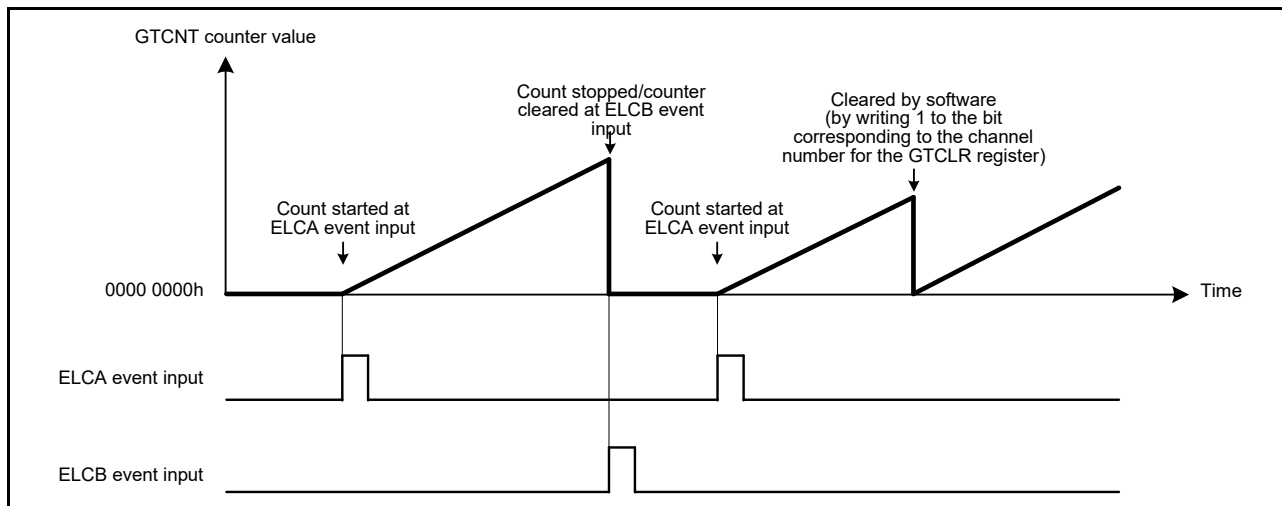 GTCNT counter value
Count stopped/counter
cleared at ELCB event
input
Cleared by software
(by writing 1 to the bit
corresponding to the channel
number for the GTCLR register)
Count started at
ELCA event input
Count started at
ELCA event input
0000 0000h
Time
ELCA event input
ELCB event input